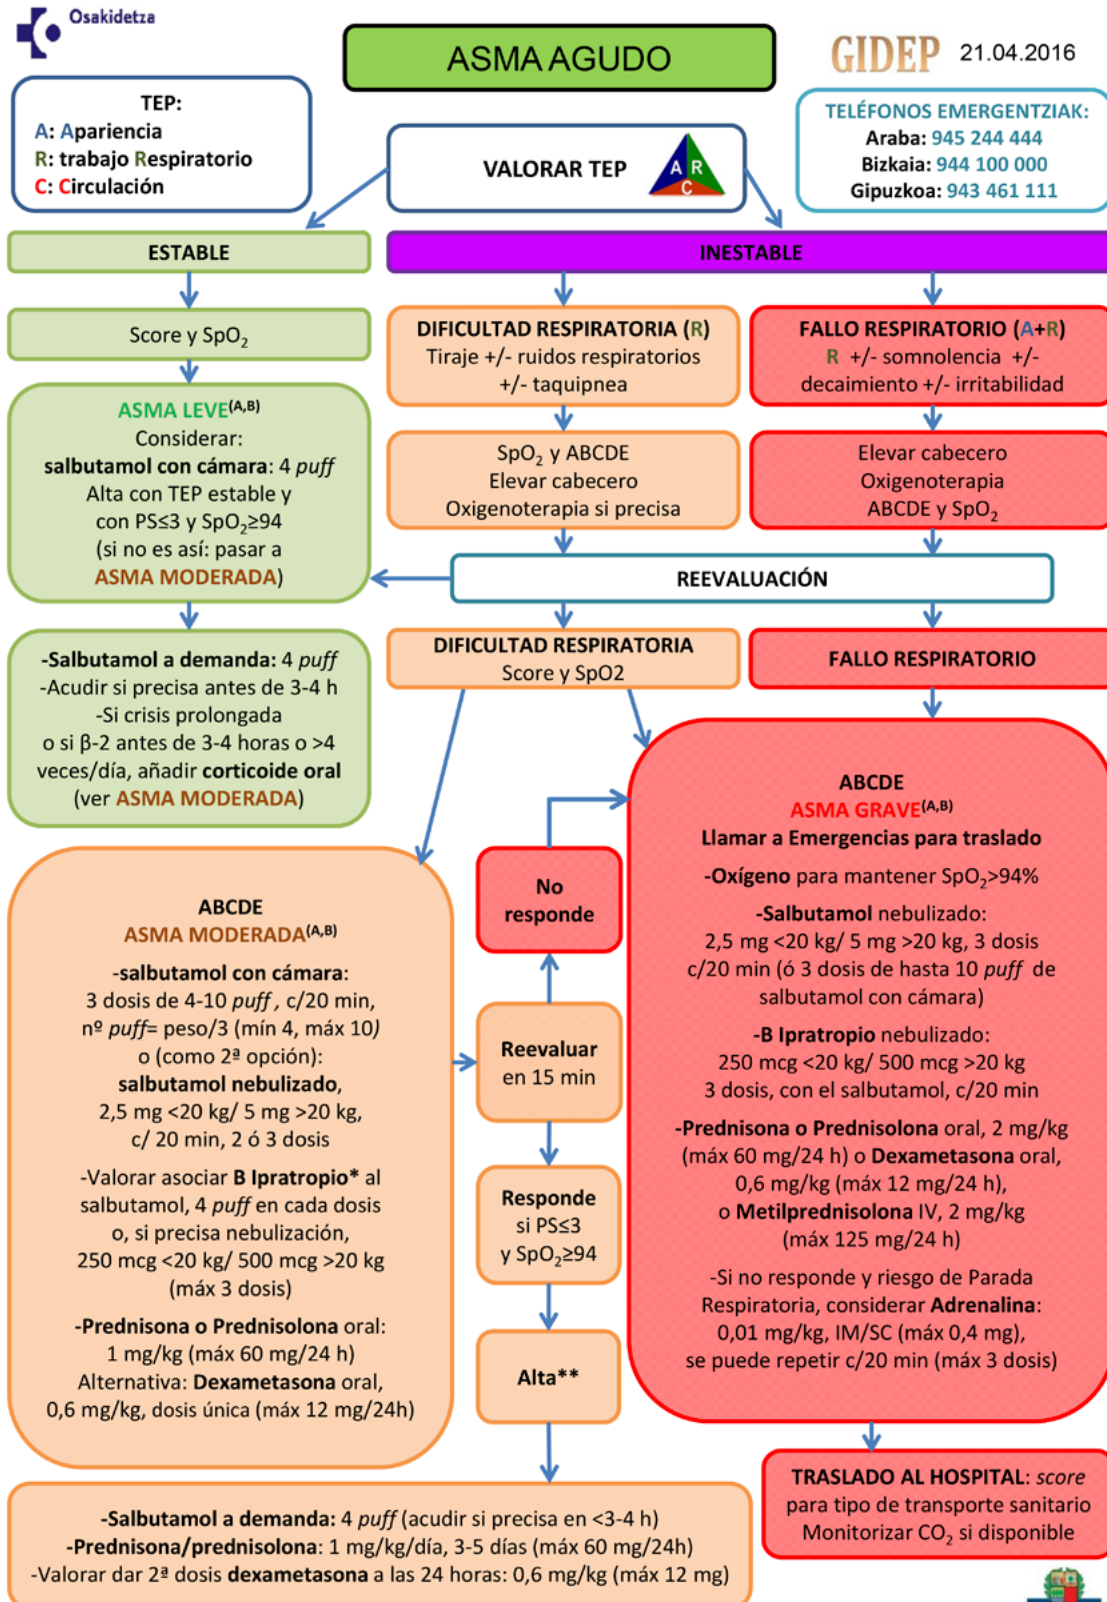 Osakidetza
ASMA AGUDO
GIDEP 21.04.2016
TEP:
A: Apariencia
R: trabajo Respiratorio
C: Circulación
VALORAR TEP
A R
C
TELÉFONOS EMERGENTZIAK:
Araba: 945 244 444
Bizkaia: 944 100 000
Gipuzkoa: 943 461 111
ESTABLE
INESTABLE
Score y SpO₂
DIFICULTAD RESPIRATORIA (R)
Tiraje +/- ruidos respiratorios
+/- taquipnea
FALLO RESPIRATORIO (A+R)
R +/- somnolencia +/-
decaimiento +/- irritabilidad
ASMA LEVE(A,B)
Considerar:
salbutamol con cámara: 4 puff
Alta con TEP estable y
con PS≤3 y SpO₂≥94
(si no es así: pasar a
ASMA MODERADA)
SpO₂ y ABCDE
Elevar cabecero
Oxigenoterapia si precisa
Elevar cabecero
Oxigenoterapia
ABCDE y SpO₂
REEVALUACIÓN
-Salbutamol a demanda: 4 puff
-Acudir si precisa antes de 3-4 h
-Si crisis prolongada
o si β-2 antes de 3-4 horas o >4
veces/día, añadir corticoide oral
(ver ASMA MODERADA)
DIFICULTAD RESPIRATORIA
Score y SpO2
FALLO RESPIRATORIO
ABCDE
ASMA MODERADA(A,B)
-salbutamol con cámara:
3 dosis de 4-10 puff , c/20 min,
nº puff= peso/3 (mín 4, máx 10)
o (como 2ª opción):
salbutamol nebulizado,
2,5 mg <20 kg/ 5 mg >20 kg,
c/ 20 min, 2 ó 3 dosis
-Valorar asociar B Ipratropio* al
salbutamol, 4 puff en cada dosis
o, si precisa nebulización,
250 mcg <20 kg/ 500 mcg >20 kg
(máx 3 dosis)
-Prednisona o Prednisolona oral:
1 mg/kg (máx 60 mg/24 h)
Alternativa: Dexametasona oral,
0,6 mg/kg, dosis única (máx 12 mg/24h)
No
responde
Reevaluar
en 15 min
Responde
si PS≤3
y SpO₂≥94
Alta**
ABCDE
ASMA GRAVE(A,B)
Llamar a Emergencias para traslado
-Oxígeno para mantener SpO₂>94%
-Salbutamol nebulizado:
2,5 mg <20 kg/ 5 mg >20 kg, 3 dosis
c/20 min (ó 3 dosis de hasta 10 puff de
salbutamol con cámara)
-B Ipratropio nebulizado:
250 mcg <20 kg/ 500 mcg >20 kg
3 dosis, con el salbutamol, c/20 min
-Prednisona o Prednisolona oral, 2 mg/kg
(máx 60 mg/24 h) o Dexametasona oral,
0,6 mg/kg (máx 12 mg/24 h),
o Metilprednisolona IV, 2 mg/kg
(máx 125 mg/24 h)
-Si no responde y riesgo de Parada
Respiratoria, considerar Adrenalina:
0,01 mg/kg, IM/SC (máx 0,4 mg),
se puede repetir c/20 min (máx 3 dosis)
-Salbutamol a demanda: 4 puff (acudir si precisa en <3-4 h)
-Prednisona/prednisolona: 1 mg/kg/día, 3-5 días (máx 60 mg/24h)
-Valorar dar 2ª dosis dexametasona a las 24 horas: 0,6 mg/kg (máx 12 mg)
TRASLADO AL HOSPITAL: score
para tipo de transporte sanitario
Monitorizar CO₂ si disponible